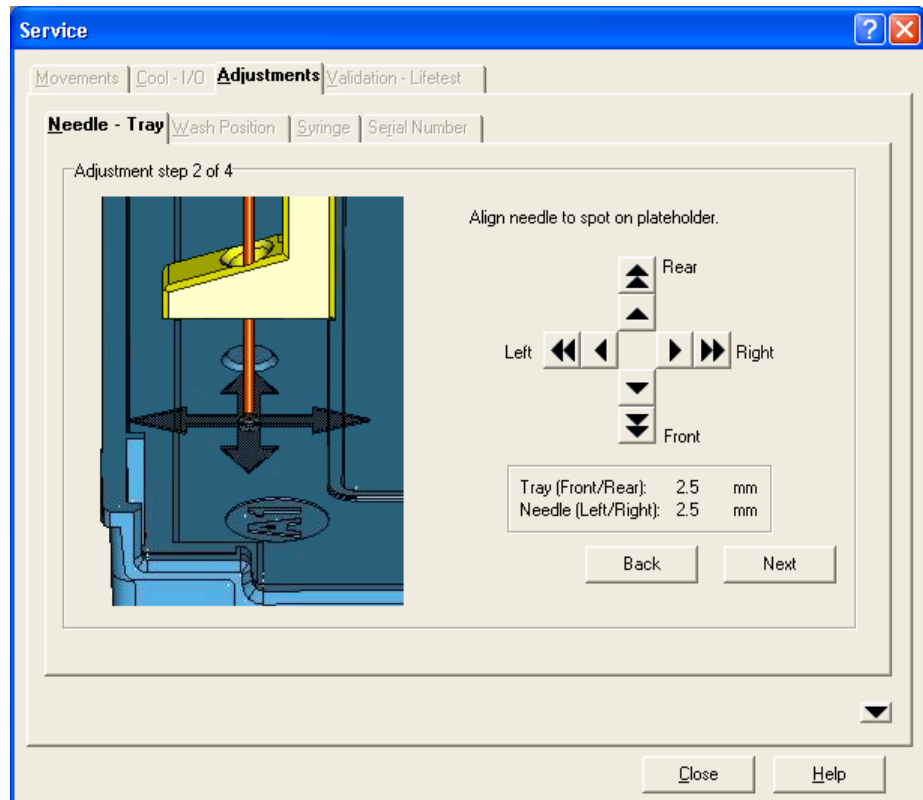 Service
Movements Cool - I/O Adjustments Validation - Lifetest
Needle - Tray Wash Position Syringe Serial Number
Adjustment step 2 of 4
Align needle to spot on plateholder.
Rear
Left Right
Front
Tray (Front/Rear): 2.5 mm
Needle (Left/Right): 2.5 mm
Back Next
A1
Close Help